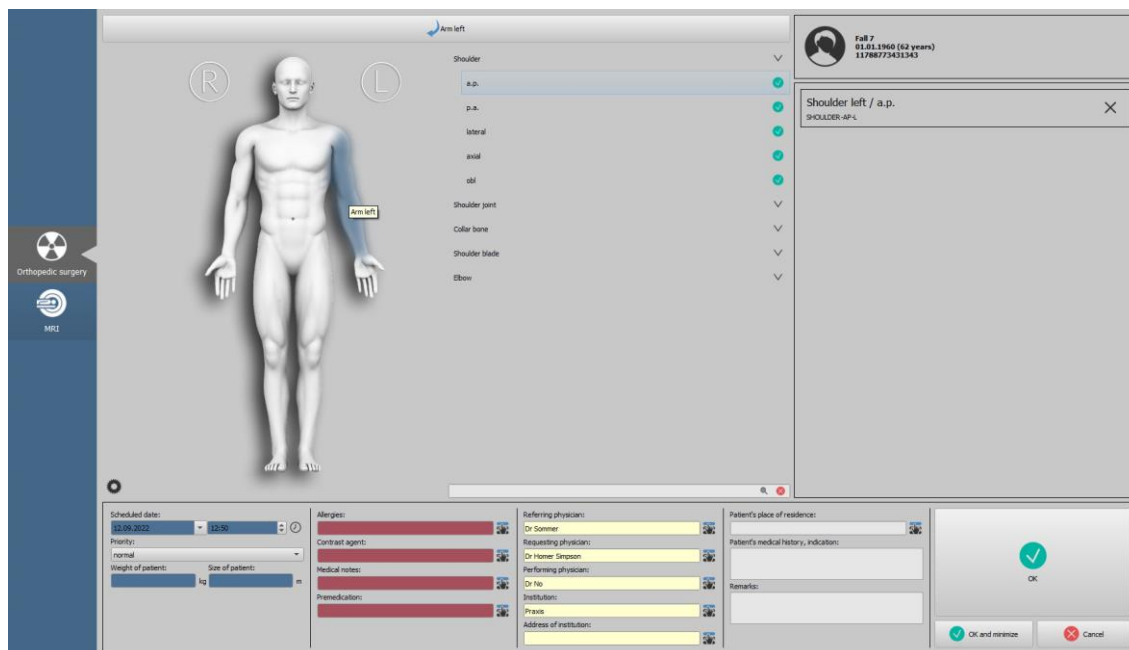 Arm left
R
L
Arm left
Orthopedic surgery
MRI
Shoulder
a.p.
p.a.
lateral
axial
obl
Shoulder joint
Collar bone
Shoulder blade
Elbow
Fall 7
01.01.1960 (62 years)
11788773431343
Shoulder left / a.p.
SHOULDER-AP-L
Scheduled date:
12.09.2022 12:50
Priority:
normal
Weight of patient: Size of patient:
kg m
Allergies:
Contrast agent:
Medical notes:
Premedication:
Referring physician:
Dr Sommer
Requesting physician:
Dr Homer Simpson
Performing physician:
Dr No
Institution:
Praxis
Address of institution:
Patient's place of residence:
Patient's medical history, indication:
Remarks:
OK
OK and minimize
Cancel